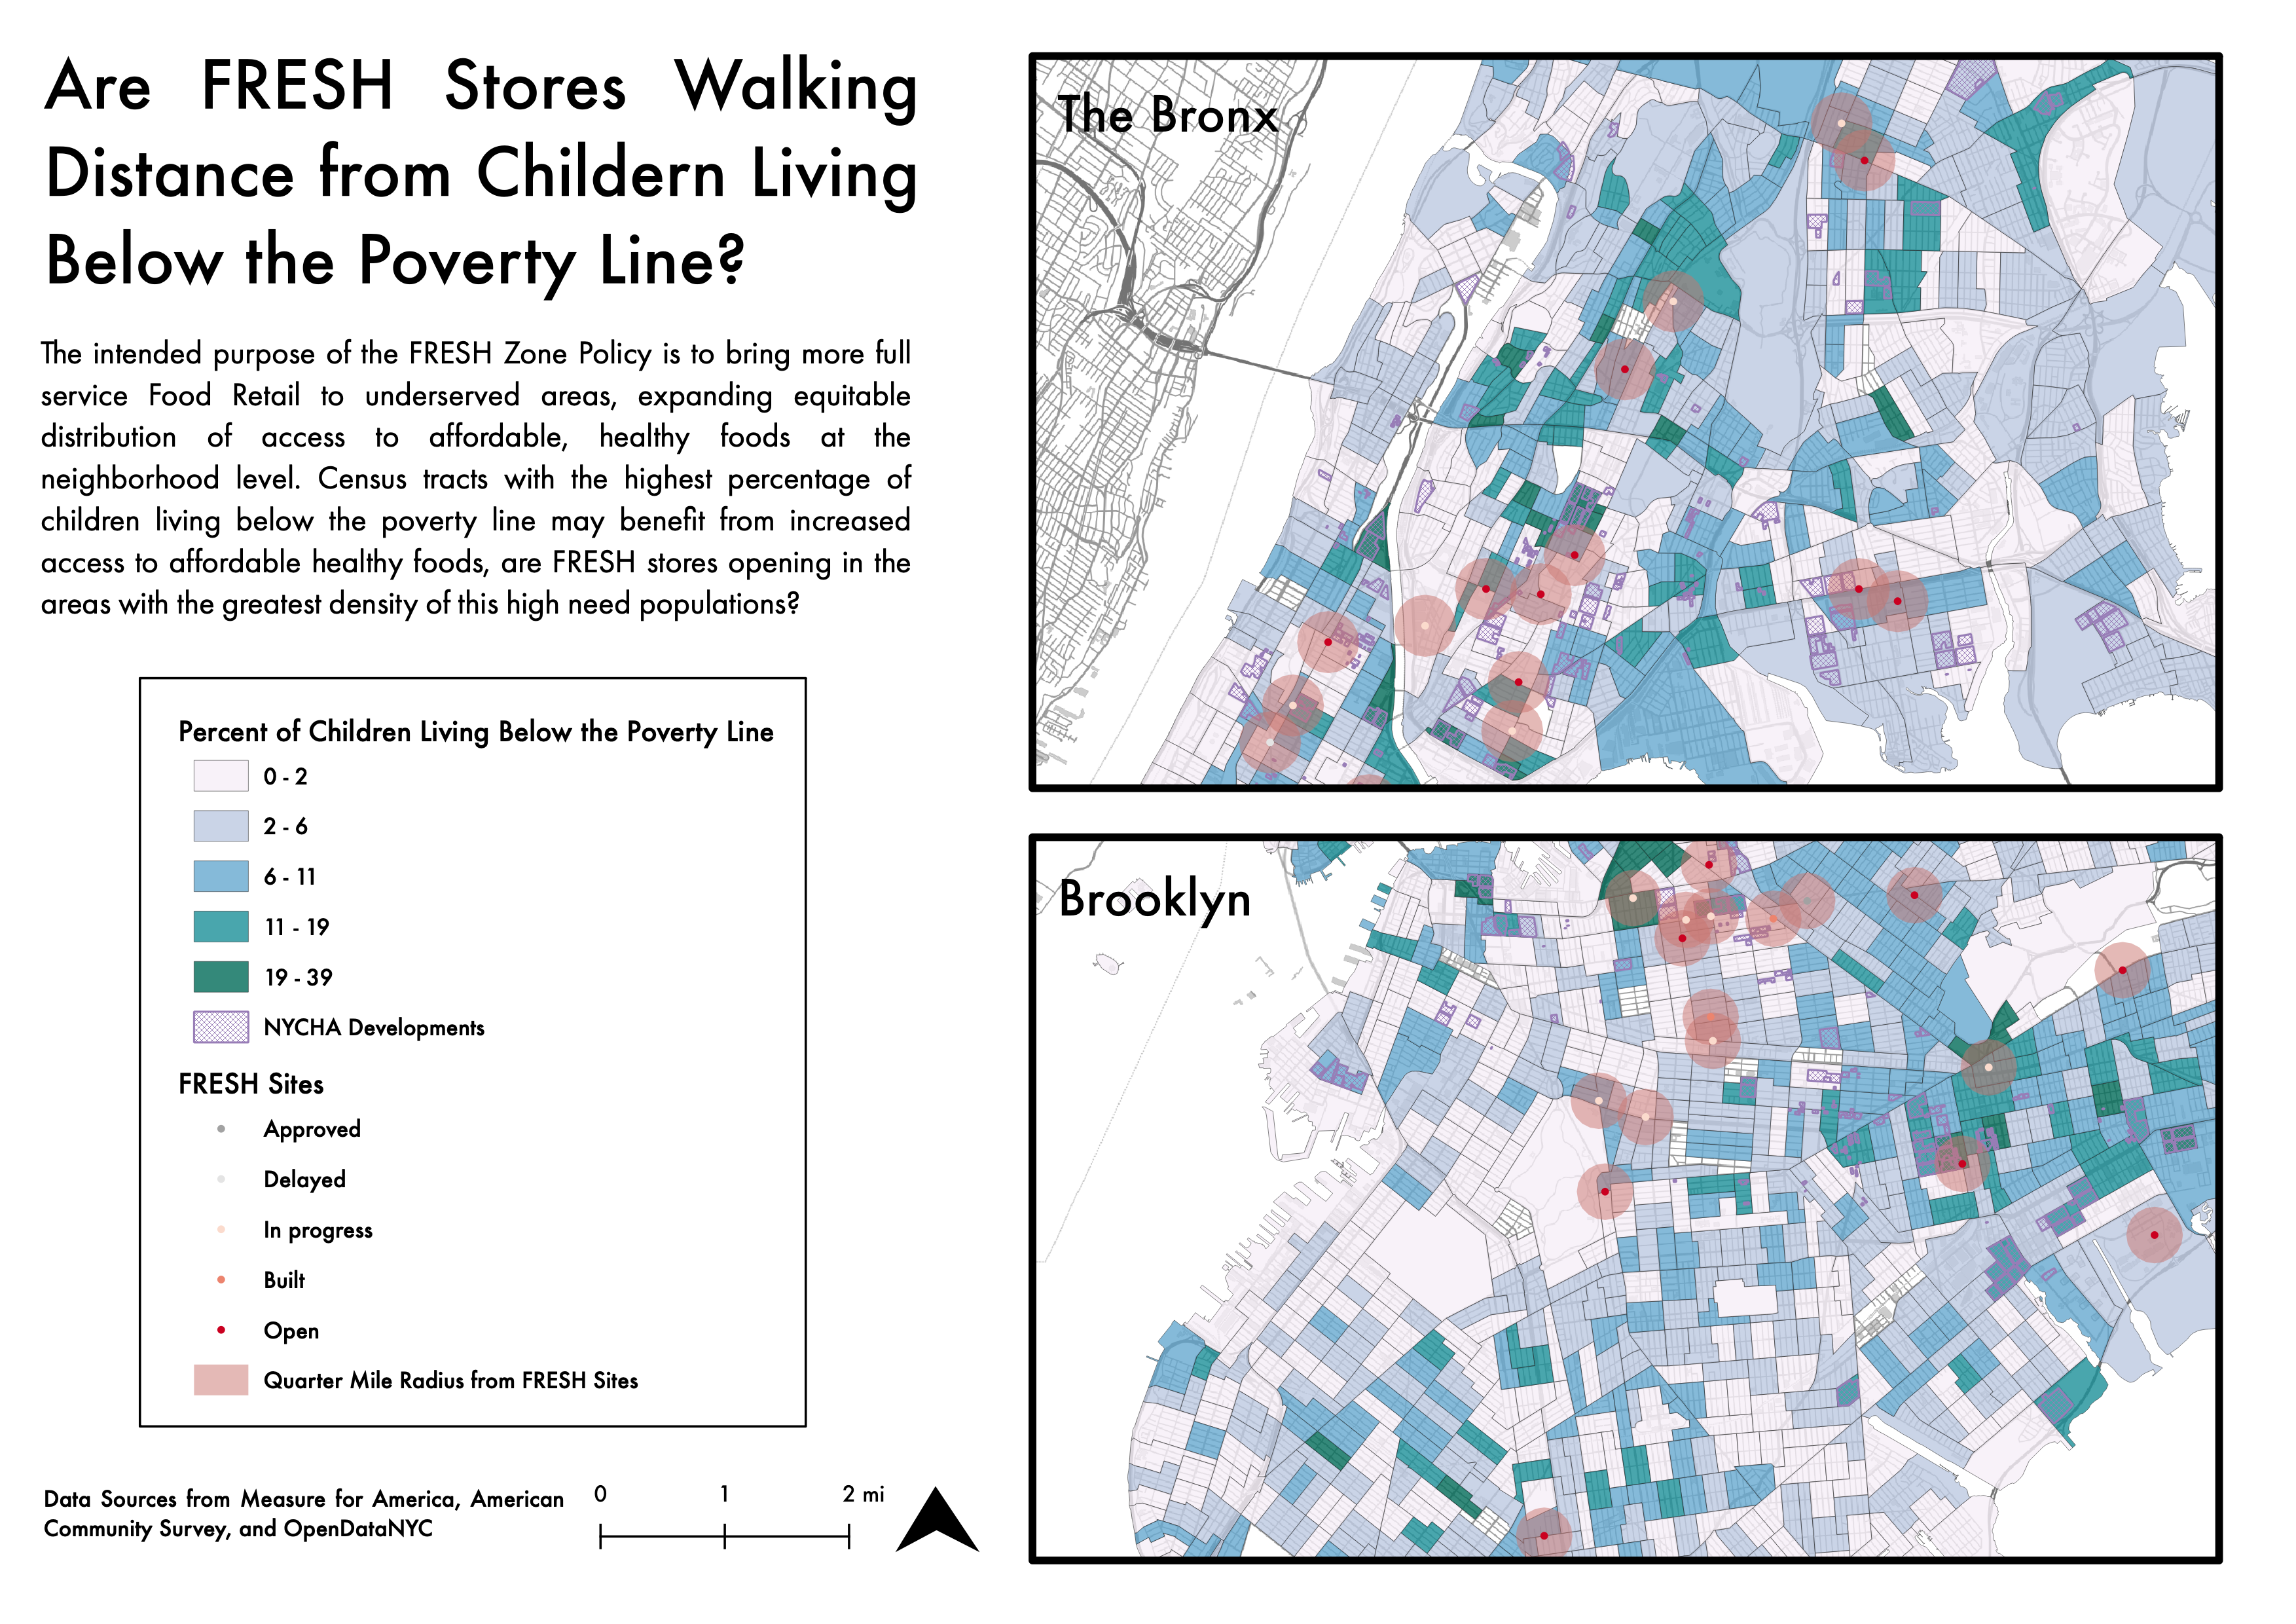 Are FRESH Stores Walking
Distance from Childern Living
Below the Poverty Line?
The intended purpose of the FRESH Zone Policy is to bring more full
service Food Retail to underserved areas, expanding equitable
distribution of access to affordable, healthy foods at the
neighborhood level. Census tracts with the highest percentage of
children living below the poverty line may benefit from increased
access to affordable healthy foods, are FRESH stores opening in the
areas with the greatest density of this high need populations?
Percent of Children Living Below the Poverty Line
0 - 2
2 - 6
6 - 11
11 - 19
19 - 39
NYCHA Developments
FRESH Sites
Approved
Delayed
In progress
Built
Open
Quarter Mile Radius from FRESH Sites
Data Sources from Measure for America, American
Community Survey, and OpenDataNYC
0 1 2 mi
The Bronx
Brooklyn